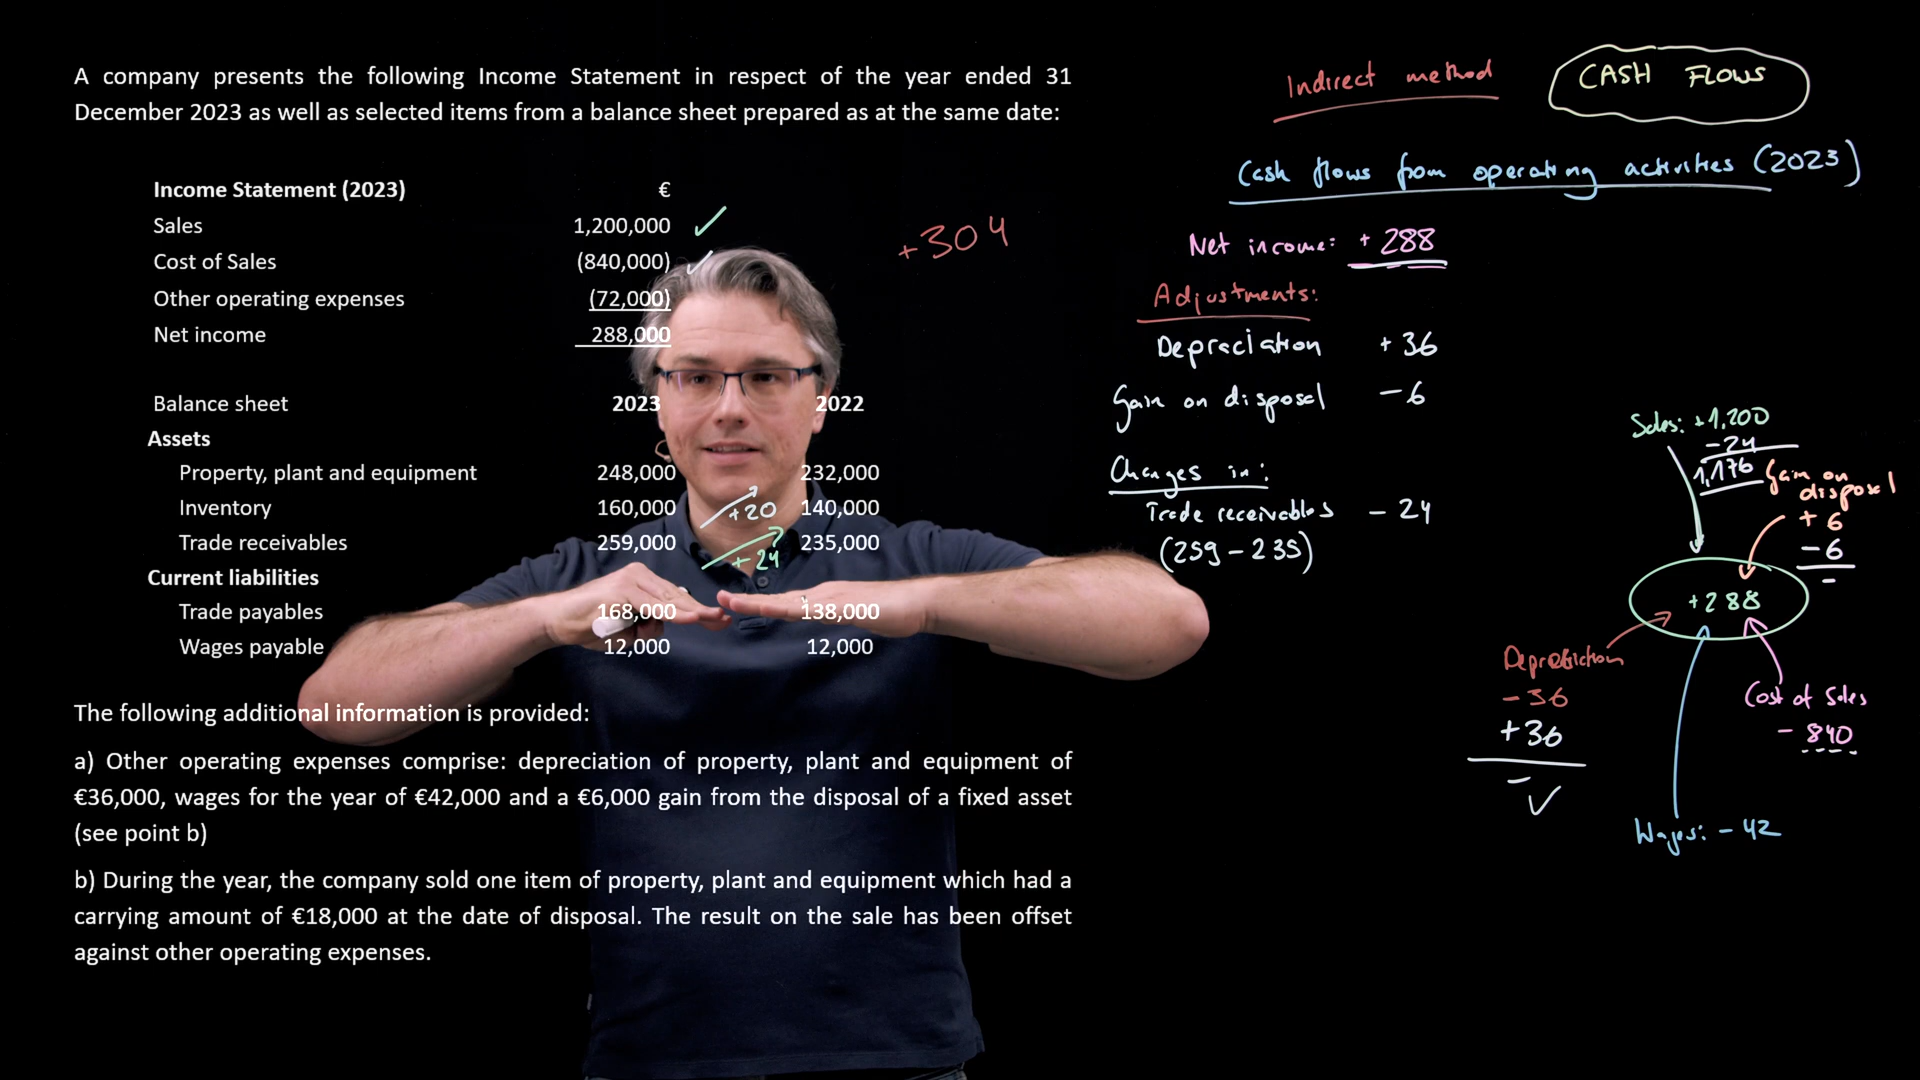 A company presents the following Income Statement in respect of the year ended 31
December 2023 as well as selected items from a balance sheet prepared as at the same date:
Income Statement (2023) €
Sales 1,200,000 ✓
Cost of Sales (840,000) ✓
Other operating expenses (72,000)
Net income 288,000
Balance sheet 2023 2022
Assets
Property, plant and equipment 248,000 232,000
Inventory 160,000 +20 140,000
Trade receivables 259,000 +24 235,000
Current liabilities
Trade payables 168,000 138,000
Wages payable 12,000 12,000
The following additional information is provided:
a) Other operating expenses comprise: depreciation of property, plant and equipment of
€36,000, wages for the year of €42,000 and a €6,000 gain from the disposal of a fixed asset
(see point b)
b) During the year, the company sold one item of property, plant and equipment which had a
carrying amount of €18,000 at the date of disposal. The result on the sale has been offset
against other operating expenses.
+304
Indirect method
CASH FLOWS
Cash flows from operating activities (2023)
Net income: +288
Adjustments:
Depreciation +36
Gain on disposal -6
Changes in:
Trade receivables -24
(259-235)
Sales: +1,200
-24
1,176
Gain on
disposal
+6
-6
-
+288
Depreciction
-36
+36
-
✓
Cost of Sales
-840
Wages: -42